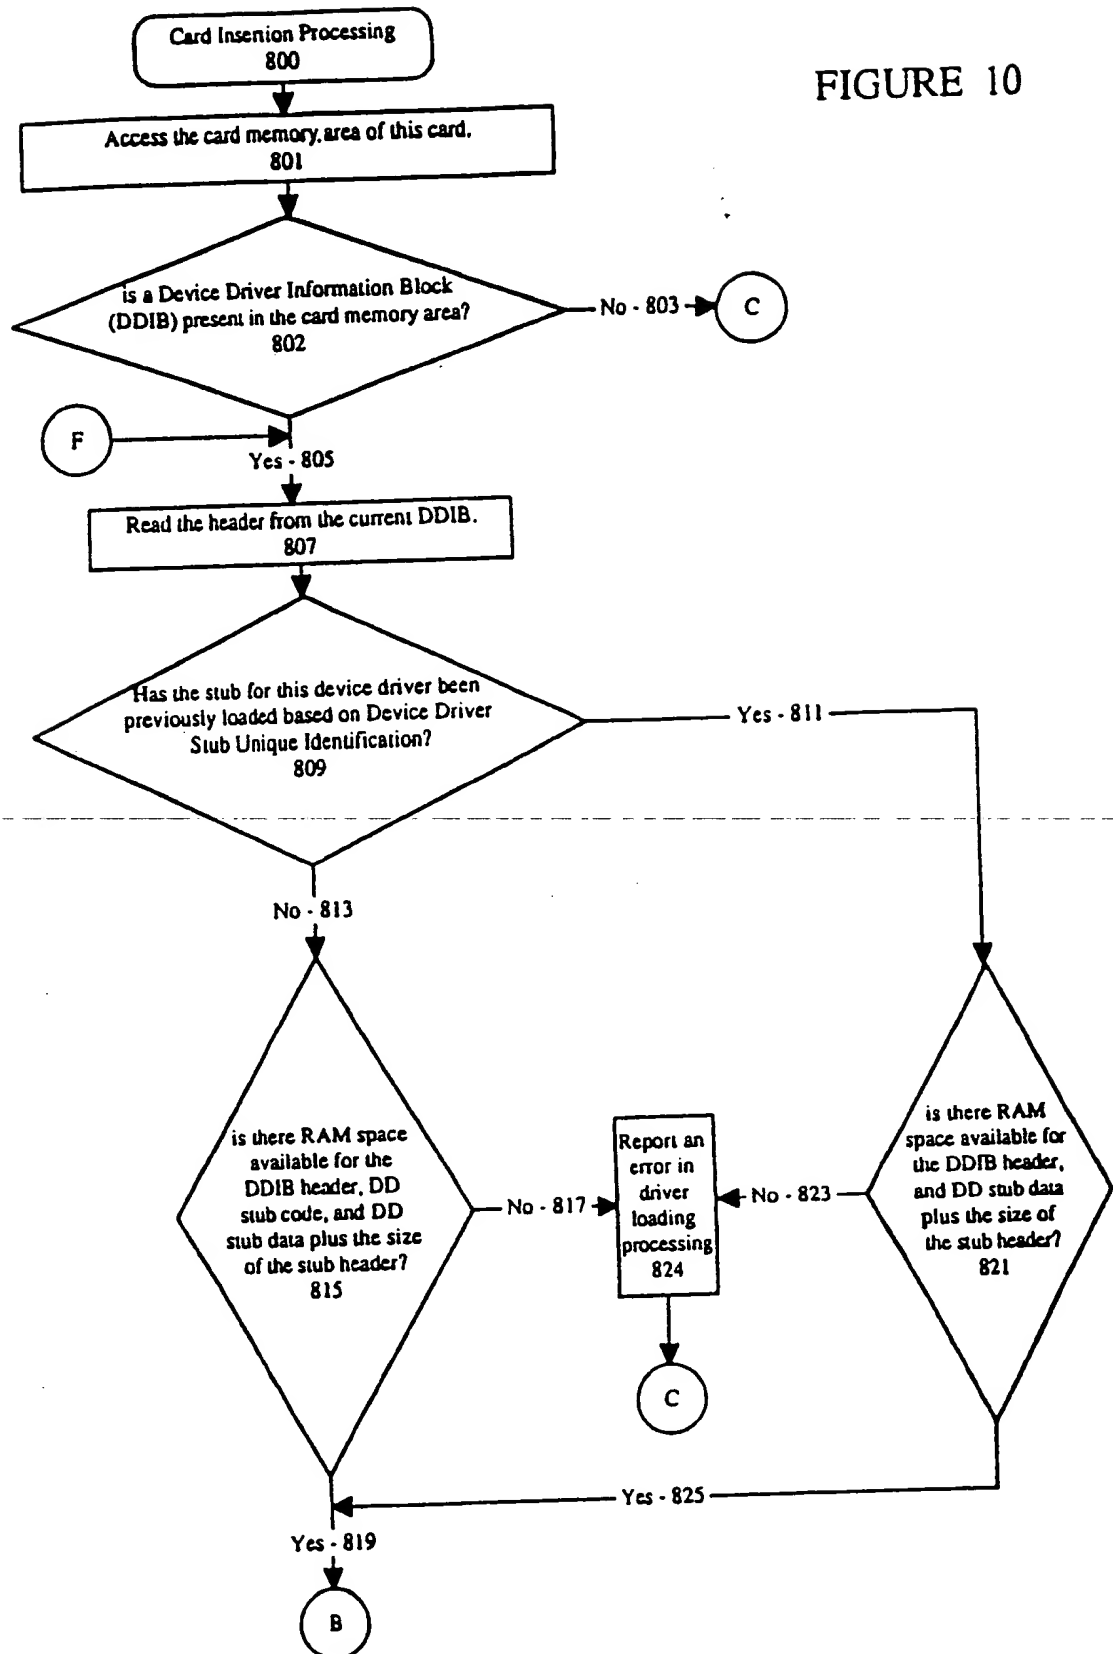 Card Insenion Processing
800
FIGURE 10
Access the card memory, area of this card.
801
is a Device Driver Information Block
(DDIB) present in the card memory area?
802
No - 803
C
F
Yes - 805
Read the header from the current DDIB.
807
Has the stub for this device driver been
previously loaded based on Device Driver
Stub Unique Identification?
809
Yes - 811
No - 813
is there RAM space
available for the
DDIB header, DD
stub code, and DD
stub data plus the size
of the stub header?
815
No - 817
Report an
error in
driver
loading
processing
824
No - 823
is there RAM
space available for
the DDIB header,
and DD stub data
plus the size of
the stub header?
821
C
Yes - 825
Yes - 819
B